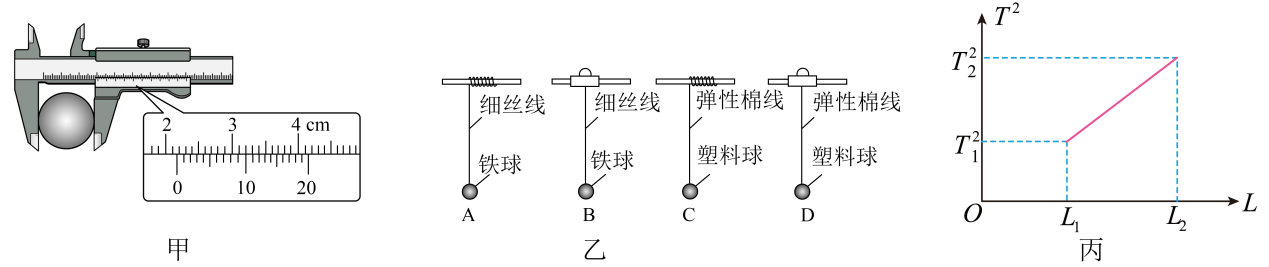 2 3 4 cm
0 10 20
甲
细丝线 细丝线 弹性棉线 弹性棉线
铁球 铁球 塑料球 塑料球
A B C D
乙
T²
T₂²
T₁²
O L₁ L₂ L
丙